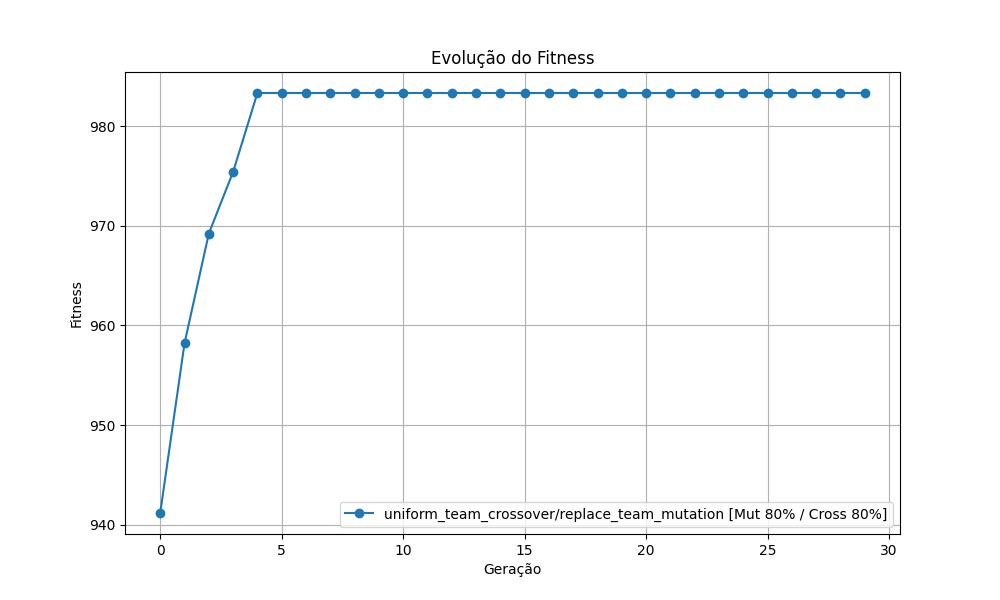 Evolução do Fitness
Fitness
980
970
960
950
940
uniform_team_crossover/replace_team_mutation [Mut 80% / Cross 80%]
0 5 10 15 20 25 30
Geração